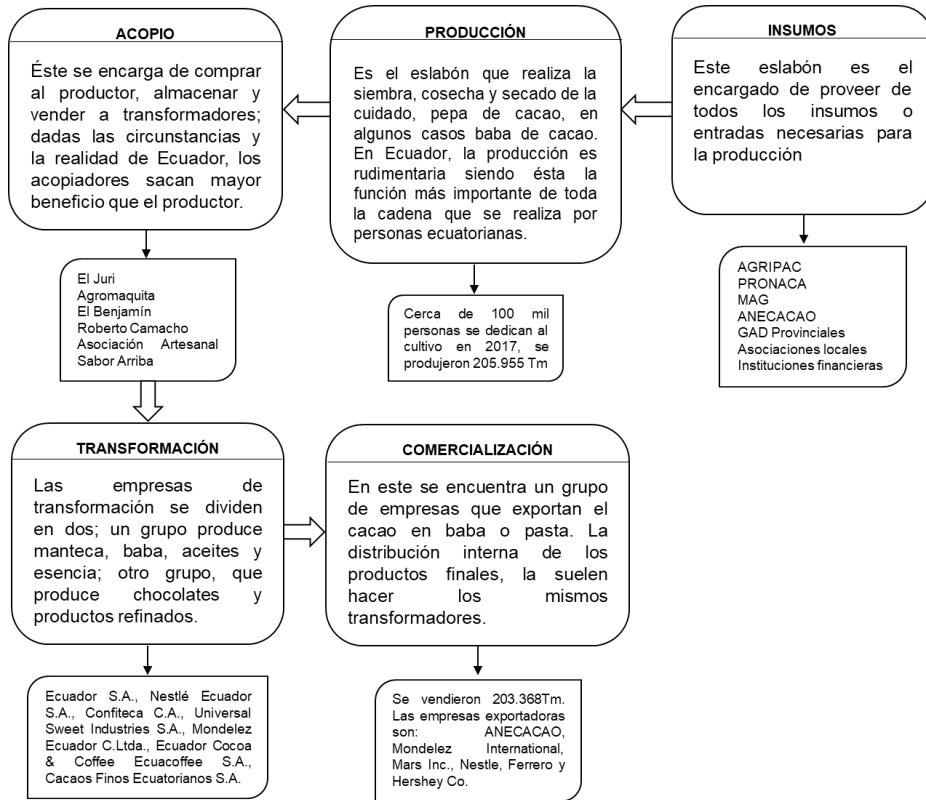 ACOPIO
Éste se encarga de comprar
al productor, almacenar y
vender a transformadores;
dadas las circunstancias y
la realidad de Ecuador, los
acopiadores sacan mayor
beneficio que el productor.
El Juri
Agromaquita
El Benjamín
Roberto Camacho
Asociación Artesanal
Sabor Arriba
PRODUCCIÓN
Es el eslabón que realiza la
siembra, cosecha y secado de la
cuidado, pepa de cacao, en
algunos casos baba de cacao.
En Ecuador, la producción es
rudimentaria siendo ésta la
función más importante de toda
la cadena que se realiza por
personas ecuatorianas.
Cerca de 100 mil
personas se dedican al
cultivo en 2017, se
produjeron 205.955 Tm
INSUMOS
Este eslabón es el
encargado de proveer de
todos los insumos o
entradas necesarias para
la producción
AGRIPAC
PRONACA
MAG
ANECACAO
GAD Provinciales
Asociaciones locales
Instituciones financieras
TRANSFORMACIÓN
Las empresas de
transformación se dividen
en dos; un grupo produce
manteca, baba, aceites y
esencia; otro grupo, que
produce chocolates y
productos refinados.
Ecuador S.A., Nestlé Ecuador
S.A., Confiteca C.A., Universal
Sweet Industries S.A., Mondelez
Ecuador C.Ltda., Ecuador Cocoa
& Coffee Ecuacoffee S.A.,
Cacaos Finos Ecuatorianos S.A.
COMERCIALIZACIÓN
En este se encuentra un grupo
de empresas que exportan el
cacao en baba o pasta. La
distribución interna de los
productos finales, la suelen
hacer los mismos
transformadores.
Se vendieron 203.368Tm.
Las empresas exportadoras
son: ANECACAO,
Mondelez International,
Mars Inc., Nestle, Ferrero y
Hershey Co.